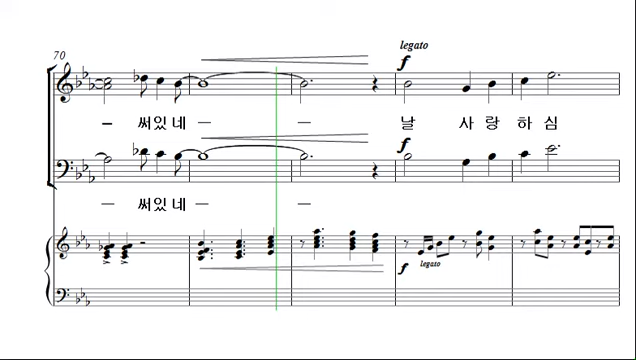 70
legato
f
– 써있네 — — 날 사랑하심
f
— 써있네 — —
f legato